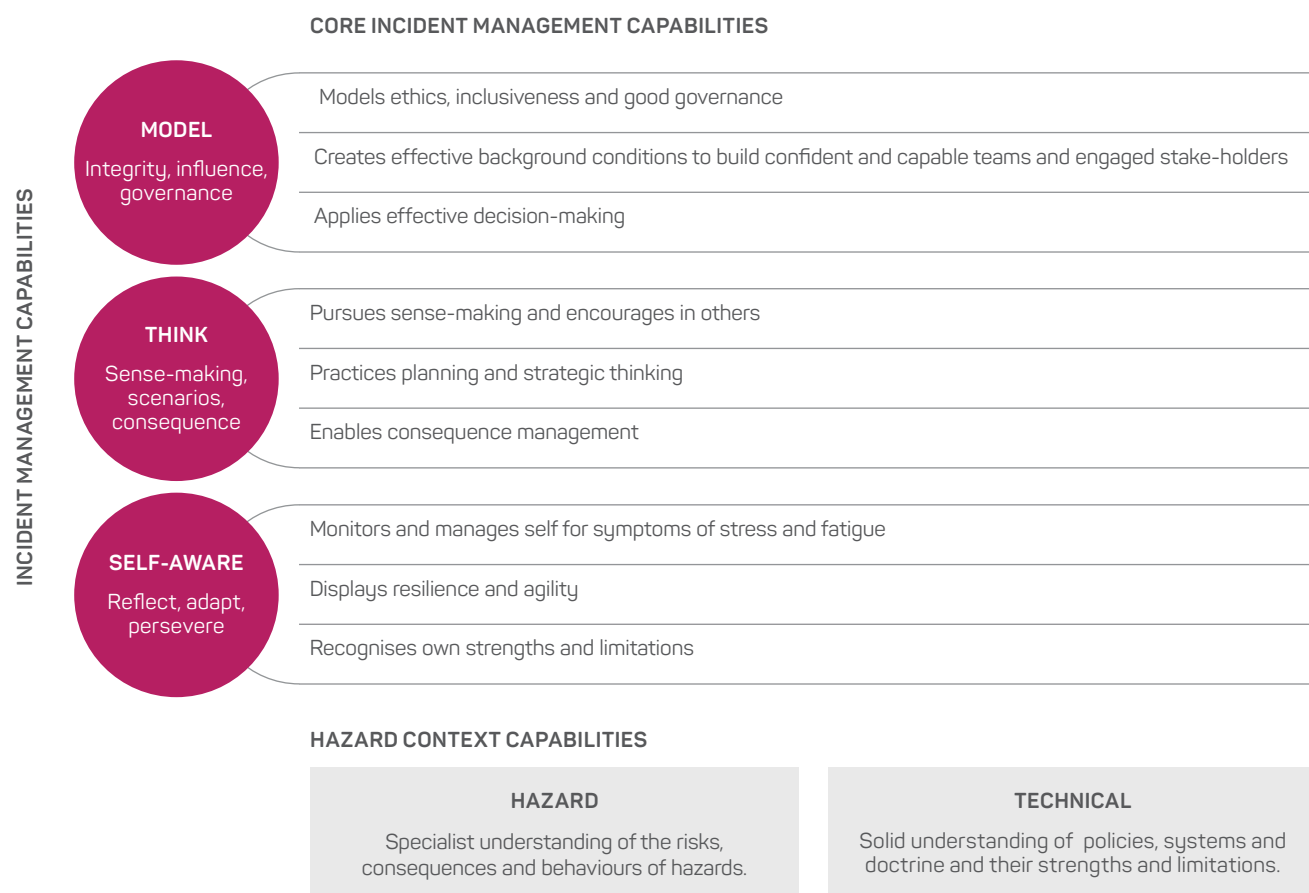 CORE INCIDENT MANAGEMENT CAPABILITIES
INCIDENT MANAGEMENT CAPABILITIES
MODEL
Integrity, influence,
governance
Models ethics, inclusiveness and good governance
Creates effective background conditions to build confident and capable teams and engaged stake-holders
Applies effective decision-making
THINK
Sense-making,
scenarios,
consequence
Pursues sense-making and encourages in others
Practices planning and strategic thinking
Enables consequence management
SELF-AWARE
Reflect, adapt,
persevere
Monitors and manages self for symptoms of stress and fatigue
Displays resilience and agility
Recognises own strengths and limitations
HAZARD CONTEXT CAPABILITIES
HAZARD
Specialist understanding of the risks,
consequences and behaviours of hazards.
TECHNICAL
Solid understanding of policies, systems and
doctrine and their strengths and limitations.